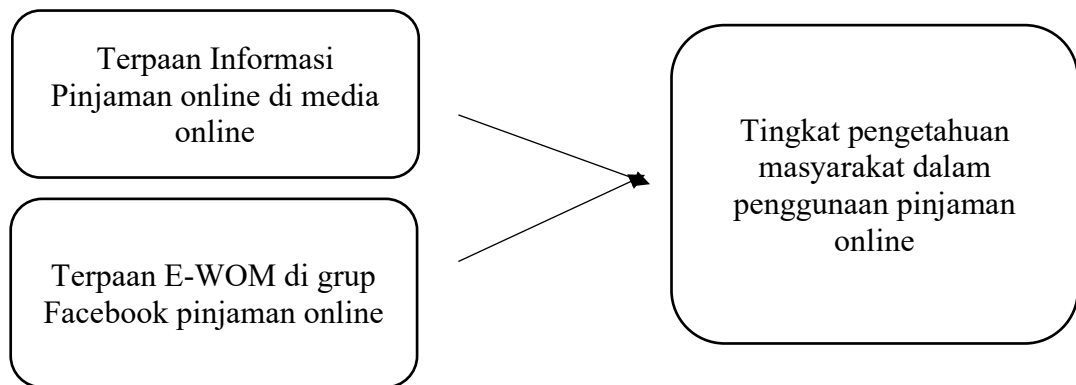 Terpaan Informasi
Pinjaman online di media
online
Terpaan E-WOM di grup
Facebook pinjaman online
Tingkat pengetahuan
masyarakat dalam
penggunaan pinjaman
online